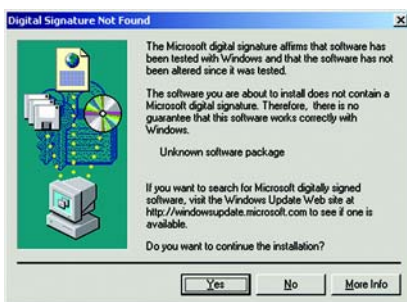 Digital Signature Not Found
The Microsoft digital signature affirms that software has
been tested with Windows and that the software has not
been altered since it was tested.
The software you are about to install does not contain a
Microsoft digital signature. Therefore, there is no
guarantee that this software works correctly with
Windows.
Unknown software package
If you want to search for Microsoft digitally signed
software, visit the Windows Update Web site at
http://windowsupdate.microsoft.com to see if one is
available.
Do you want to continue the installation?
Yes No More Info